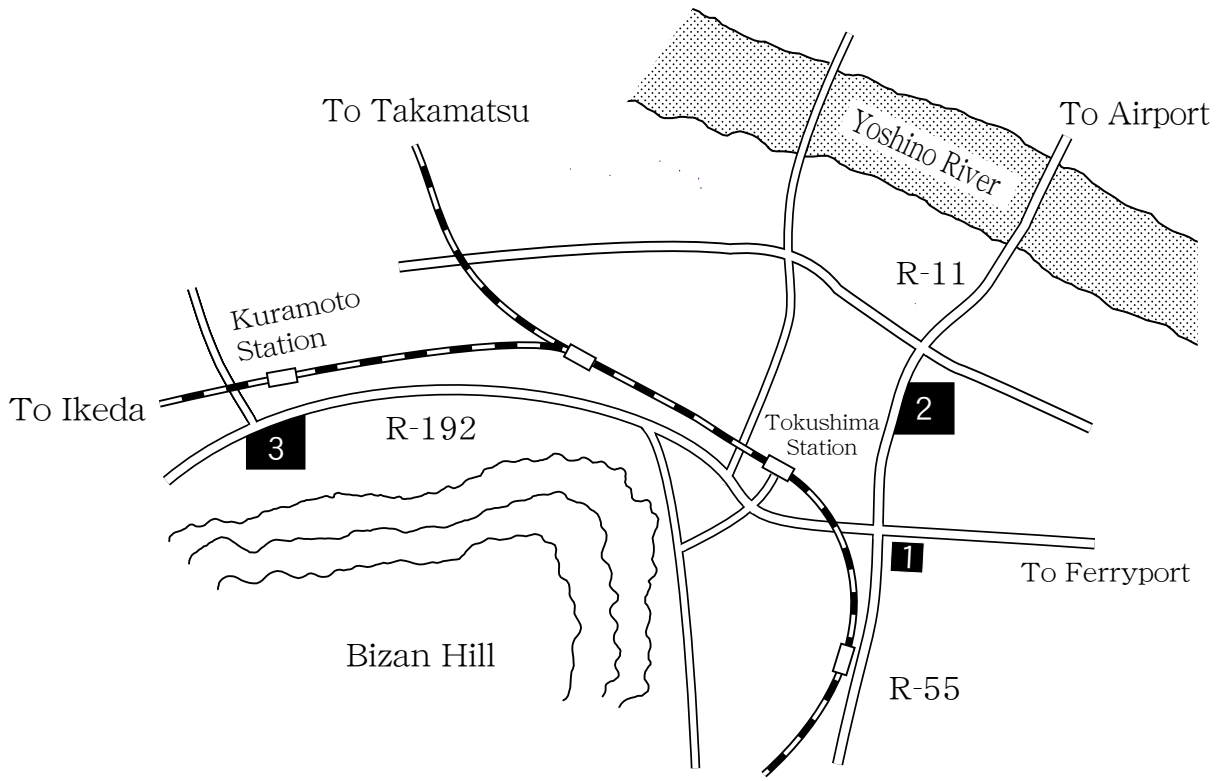 To Takamatsu
To Airport
Yoshino River
R-11
Kuramoto
Station
To Ikeda
R-192
2
3
Tokushima
Station
1
To Ferryport
Bizan Hill
R-55